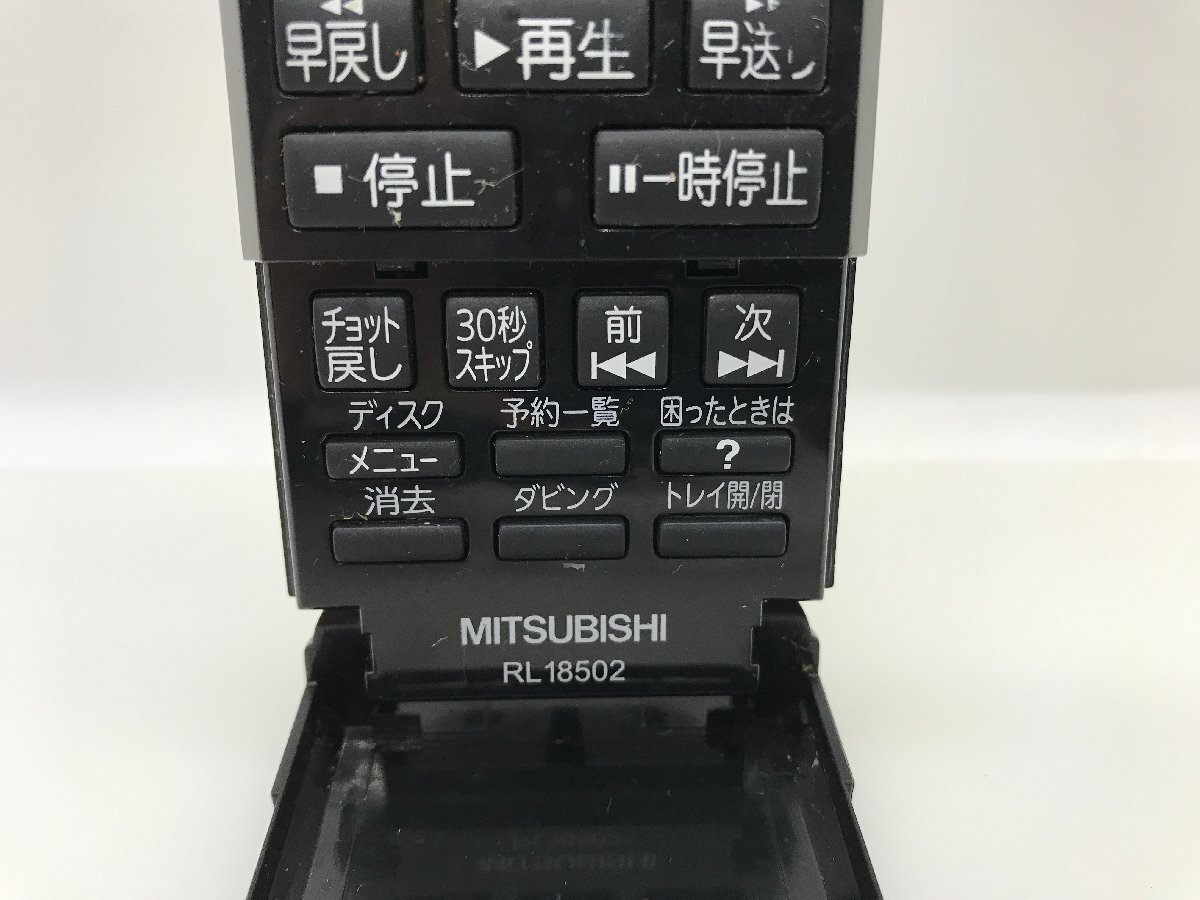 ◀◀
早戻し
▶再生
▶▶
早送り
■ 停止
▮▮一時停止
チョット
戻し
30秒
スキップ
前
|◀◀
次
▶▶|
ディスク
メニュー
予約一覧
困ったときは
?
消去
ダビング
トレイ開/閉
MITSUBISHI
RL18502